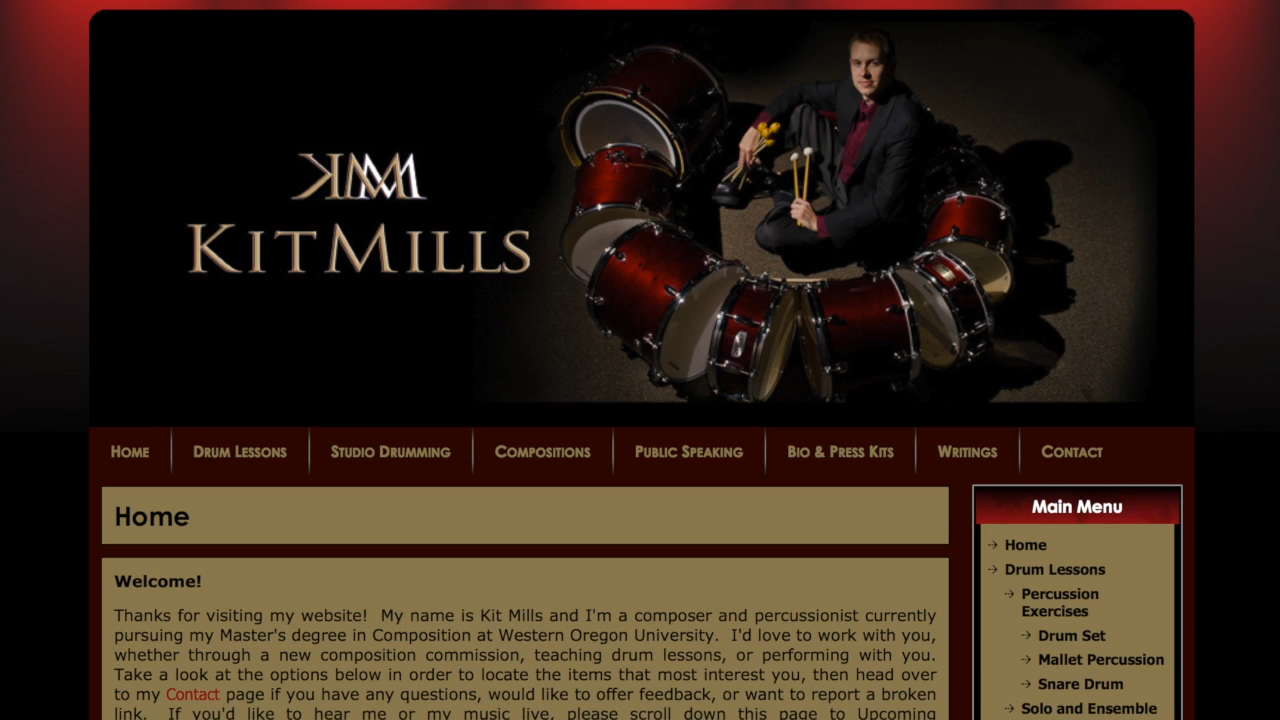 KMM
KITMILLS
Home
Drum Lessons
Studio Drumming
Compositions
Public Speaking
Bio & Press Kits
Writings
Contact
Home
Welcome!
Thanks for visiting my website! My name is Kit Mills and I'm a composer and percussionist currently
pursuing my Master's degree in Composition at Western Oregon University. I'd love to work with you,
whether through a new composition commission, teaching drum lessons, or performing with you.
Take a look at the options below in order to locate the items that most interest you, then head over
to my Contact page if you have any questions, would like to offer feedback, or want to report a broken
link. If you'd like to hear me or my music live, please scroll down this page to Upcoming
Main Menu
Home
Drum Lessons
Percussion
Exercises
Drum Set
Mallet Percussion
Snare Drum
Solo and Ensemble